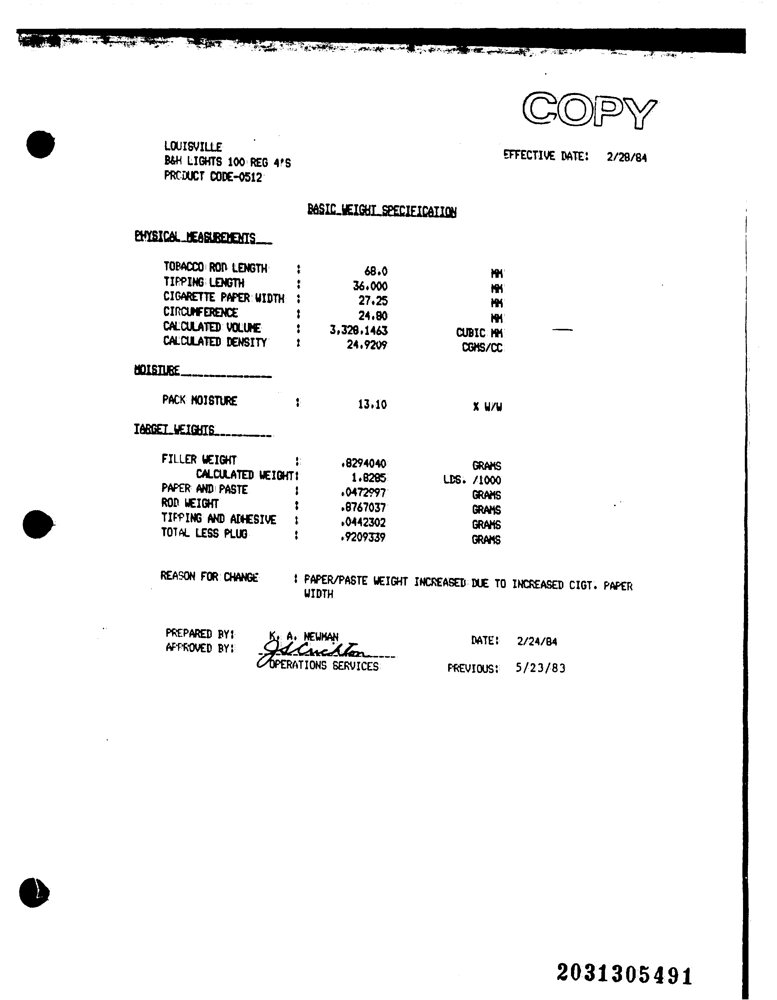 COPY
LOUISVILLE
B&H LIGHTS 100 REG 4'S
PRODUCT CODE-0512
EFFECTIVE DATE: 2/28/84
BASIC WEIGHT SPECIFICATION
PHYSICAL MEASUREMENTS
TOBACCO ROD LENGTH : 68.0 MM
TIPPING LENGTH : 36.000 MM
CIGARETTE PAPER WIDTH : 27.25 MM
CIRCUMFERENCE : 24.80 MM
CALCULATED VOLUME : 3,328.1463 CUBIC MM
CALCULATED DENSITY : 24.9209 CGMS/CC
MOISTURE
PACK MOISTURE : 13.10 % W/W
TARGET WEIGHTS
FILLER WEIGHT : .8294040 GRAMS
CALCULATED WEIGHT: 1.8285 LBS. /1000
PAPER AND PASTE : .0472997 GRAMS
ROD WEIGHT : .8767037 GRAMS
TIPPING AND ADHESIVE : .0442302 GRAMS
TOTAL LESS PLUG : .9209339 GRAMS
REASON FOR CHANGE : PAPER/PASTE WEIGHT INCREASED DUE TO INCREASED CIGT. PAPER
WIDTH
PREPARED BY: K. A. NEWMAN DATE: 2/24/84
APPROVED BY:
OPERATIONS SERVICES PREVIOUS: 5/23/83
2031305491